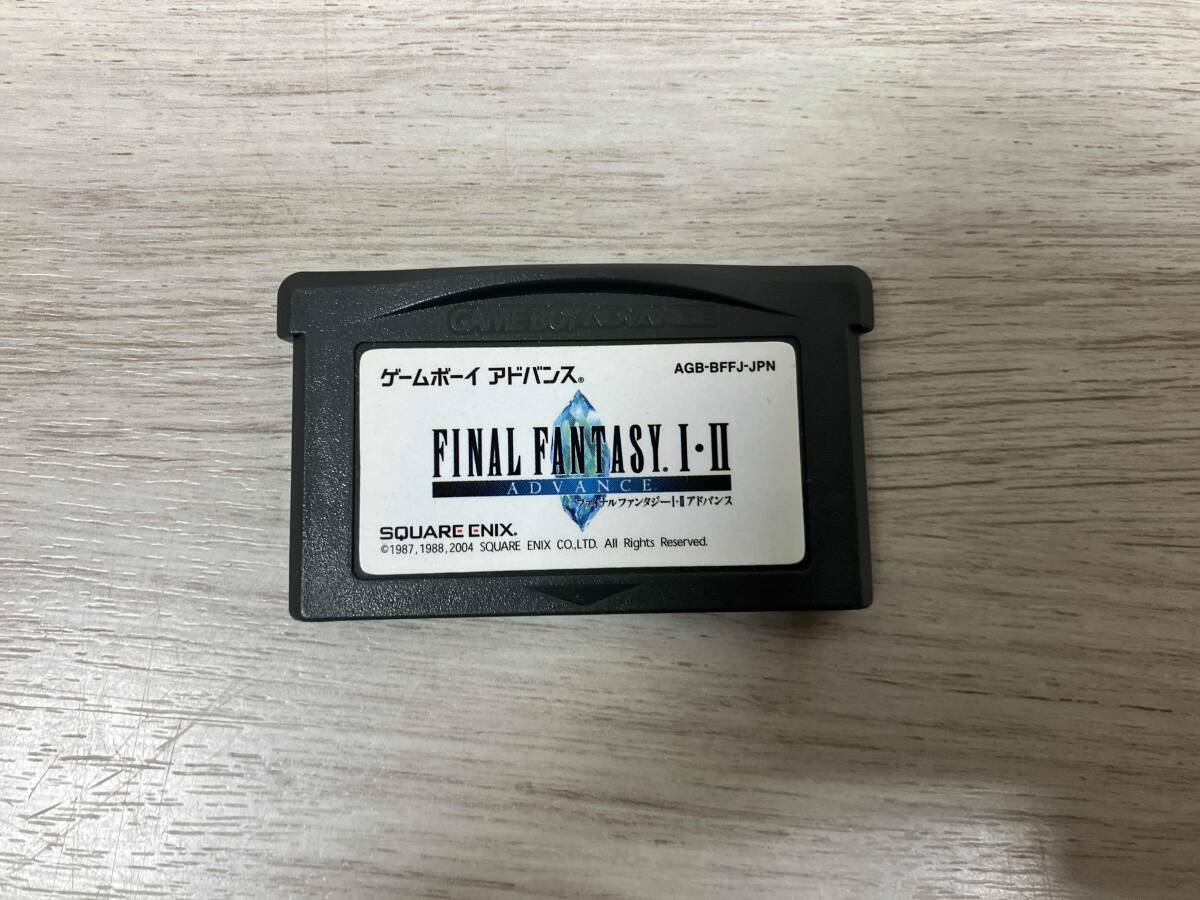 GAME BOY ADVANCE
ゲームボーイ アドバンス® AGB-BFFJ-JPN
FINAL FANTASY. I・II
ADVANCE
ファイナルファンタジーI・IIアドバンス
SQUARE ENIX.
©1987,1988,2004 SQUARE ENIX CO.,LTD. All Rights Reserved.